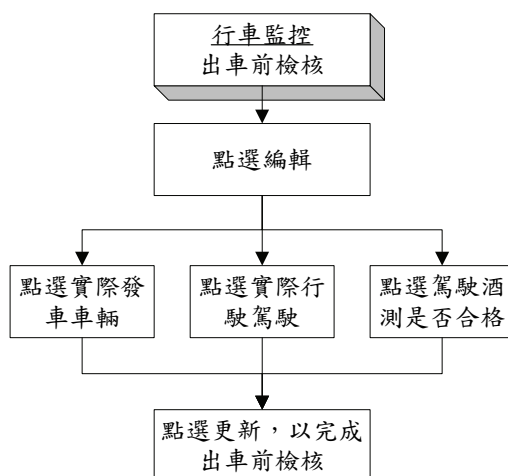 行車監控
出車前檢核
點選編輯
點選實際發
車車輛
點選實際行
駛駕駛
點選駕駛酒
測是否合格
點選更新，以完成
出車前檢核